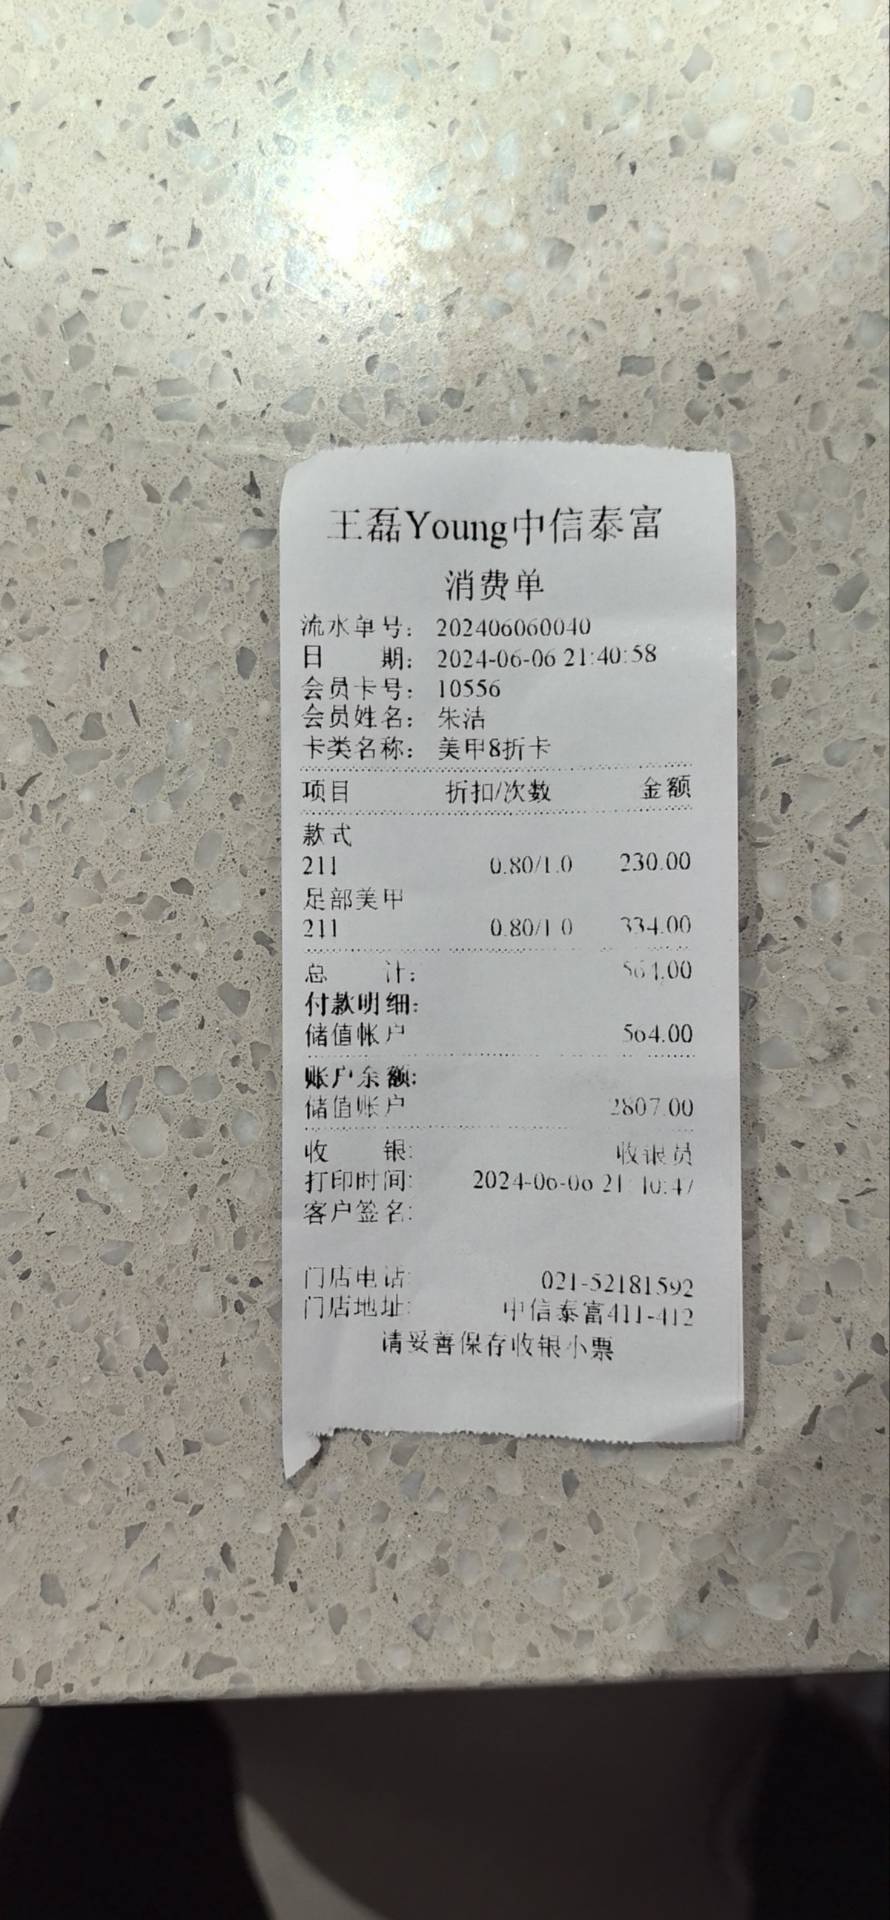 王磊Young中信泰富
消费单
流水单号: 202406060040
日 期: 2024-06-06 21:40:58
会员卡号: 10556
会员姓名: 朱洁
卡类名称: 美甲8折卡
项目 折扣/次数 金额
款式
211 0.80/1.0 230.00
足部美甲
211 0.80/1.0 334.00
总 计: 564.00
付款明细:
储值帐户 564.00
账户余额:
储值账户 2807.00
收 银: 收银员
打印时间: 2024-06-06 21:40:47
客户签名:
门店电话: 021-52181592
门店地址: 中信泰富411-412
请妥善保存收银小票